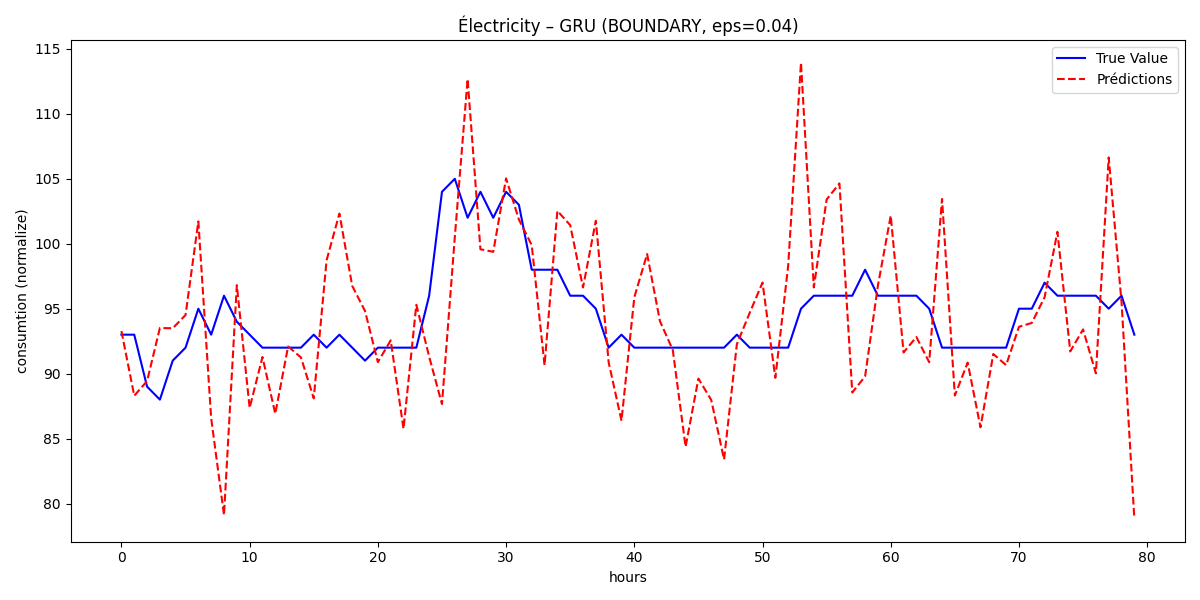 Électricity – GRU (BOUNDARY, eps=0.04)
True Value
Prédictions
consumtion (normalize)
115
110
105
100
95
90
85
80
0 10 20 30 40 50 60 70 80
hours